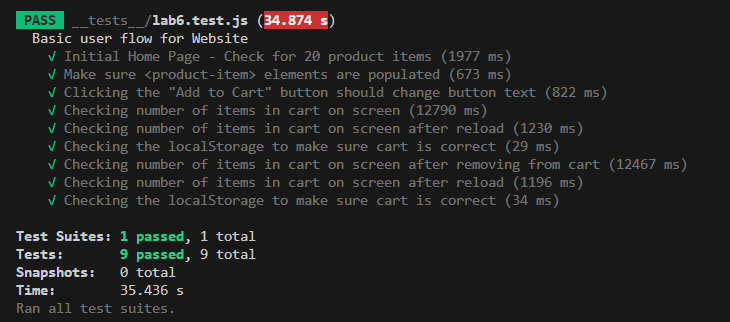 PASS __tests__/lab6.test.js (34.874 s)
Basic user flow for Website
√ Initial Home Page - Check for 20 product items (1977 ms)
√ Make sure <product-item> elements are populated (673 ms)
√ Clicking the "Add to Cart" button should change button text (822 ms)
√ Checking number of items in cart on screen (12790 ms)
√ Checking number of items in cart on screen after reload (1230 ms)
√ Checking the localStorage to make sure cart is correct (29 ms)
√ Checking number of items in cart on screen after removing from cart (12467 ms)
√ Checking number of items in cart on screen after reload (1196 ms)
√ Checking the localStorage to make sure cart is correct (34 ms)
Test Suites: 1 passed, 1 total
Tests: 9 passed, 9 total
Snapshots: 0 total
Time: 35.436 s
Ran all test suites.